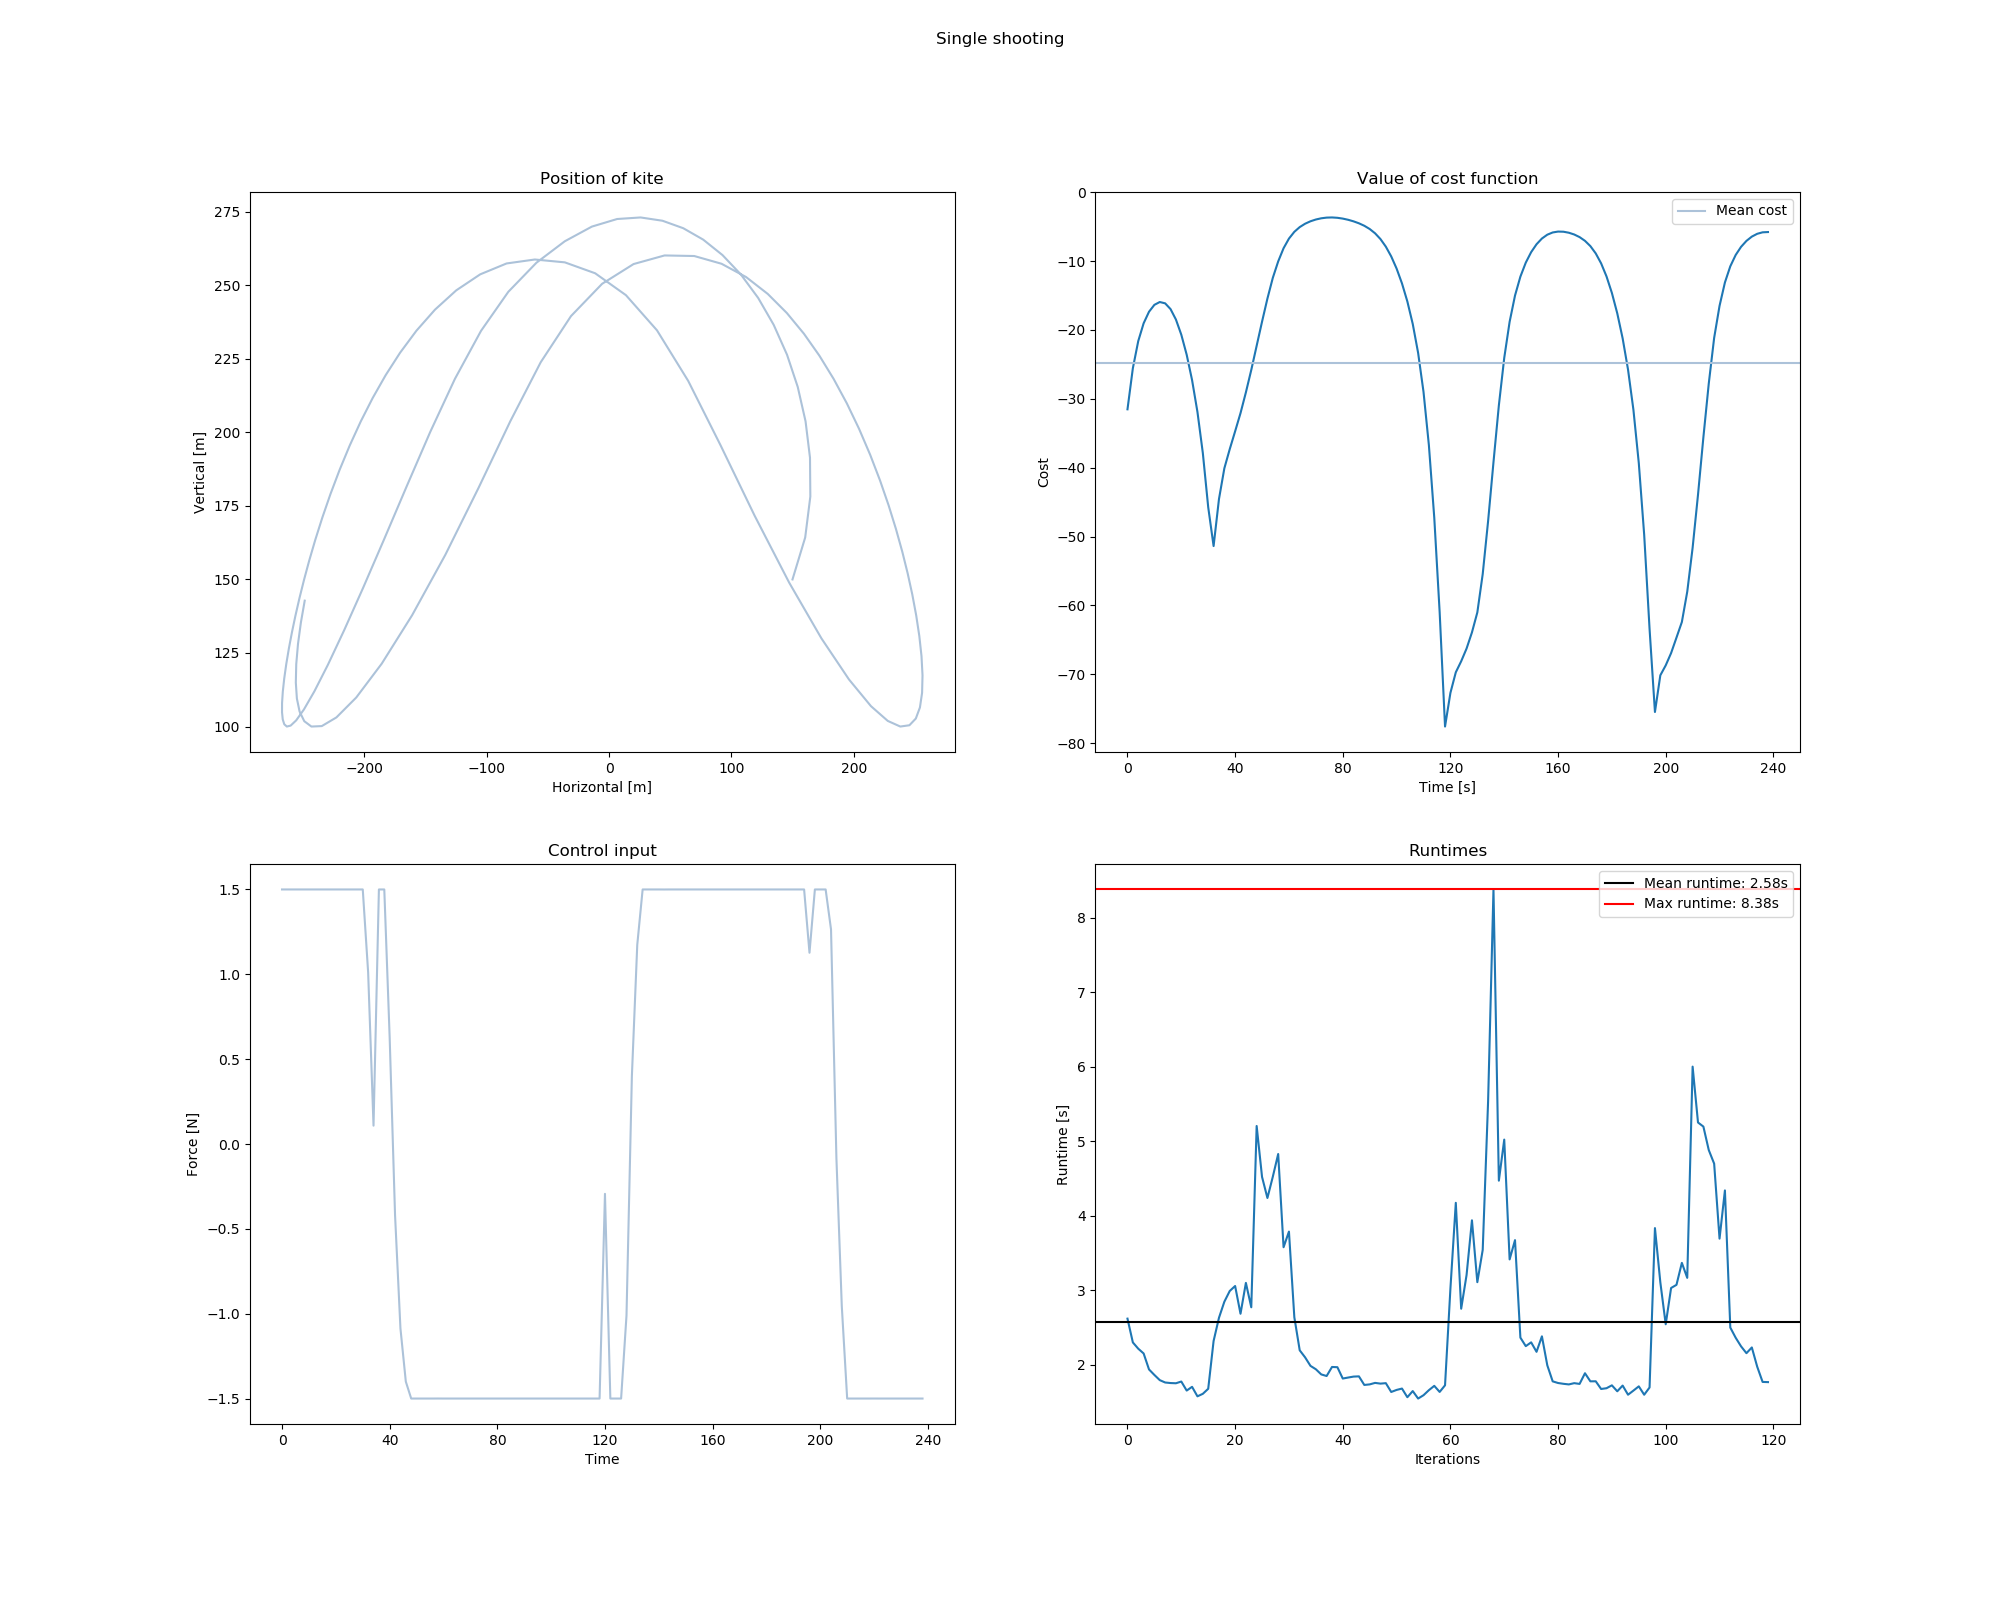 Single shooting
Position of kite
275
250
225
200
175
150
125
100
Vertical [m]
−200 −100 0 100 200
Horizontal [m]
Value of cost function
Mean cost
0
−10
−20
−30
−40
−50
−60
−70
−80
Cost
0 40 80 120 160 200 240
Time [s]
Control input
1.5
1.0
0.5
0.0
−0.5
−1.0
−1.5
Force [N]
0 40 80 120 160 200 240
Time
Runtimes
Mean runtime: 2.58s
Max runtime: 8.38s
8
7
6
5
4
3
2
Runtime [s]
0 20 40 60 80 100 120
Iterations